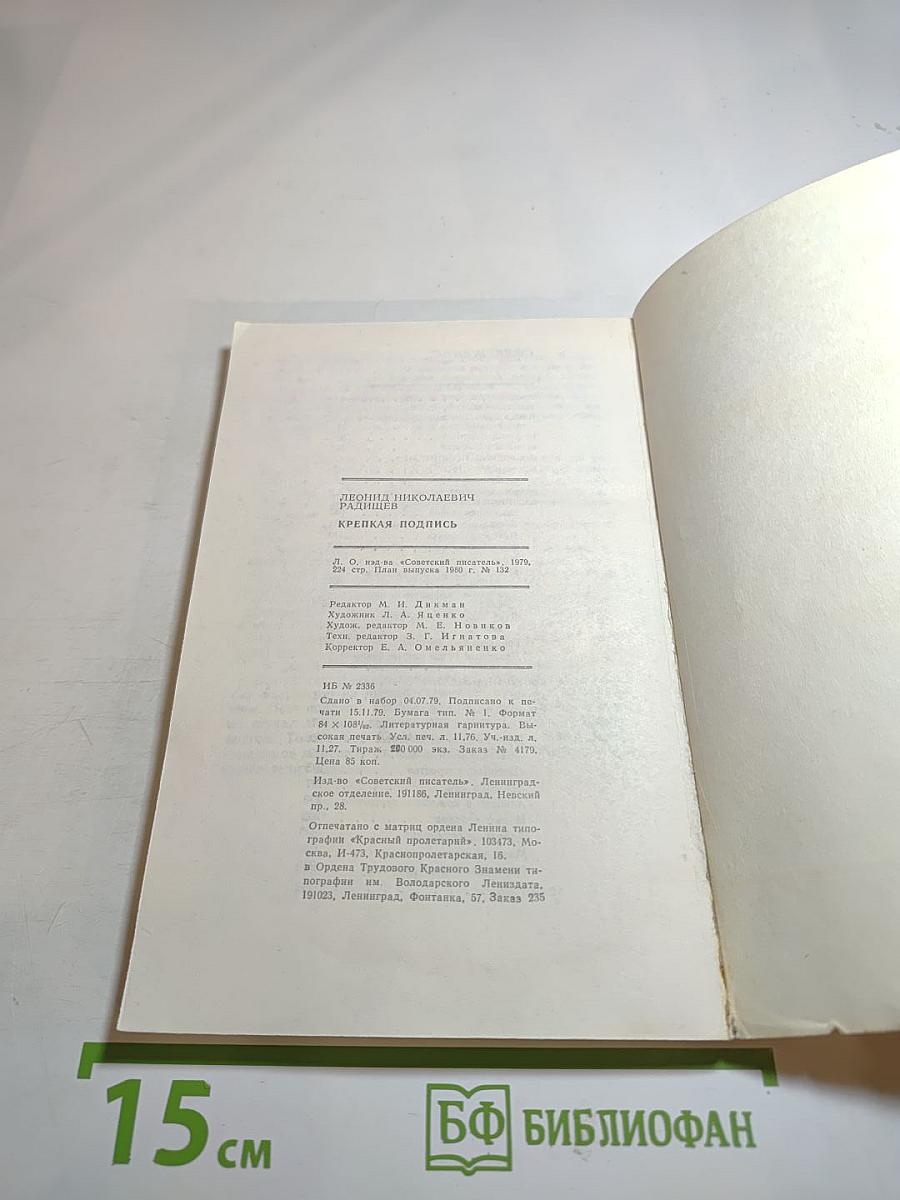 ЛЕОНИД НИКОЛАЕВИЧ
РАДИЩЕВ
КРЕПКАЯ ПОДПИСЬ
Л. О. изд-ва «Советский писатель», 1979,
224 стр. План выпуска 1980 г. № 132
Редактор М. И. Дикман
Художник Л. А. Яценко
Худож. редактор М. Е. Новиков
Техн. редактор З. Г. Игнатова
Корректор Е. А. Омельяненко
ИБ № 2336
Сдано в набор 04.07.79. Подписано к пе-
чати 15.11.79. Бумага тип. № 1. Формат
84 × 108¹/₃₂. Литературная гарнитура. Вы-
сокая печать. Усл. печ. л. 11,76. Уч.-изд. л.
11,27. Тираж 200 000 экз. Заказ № 4179.
Цена 85 коп.
Изд-во «Советский писатель». Ленинград-
ское отделение. 191186, Ленинград, Невский
пр., 28.
Отпечатано с матриц ордена Ленина типо-
графии «Красный пролетарий». 103473, Мо-
сква, И-473, Краснопролетарская, 16.
в Ордена Трудового Красного Знамени ти-
пографии им. Володарского Лениздата,
191023, Ленинград, Фонтанка, 57, Заказ 235
15 см
БФ БИБЛИОФАН